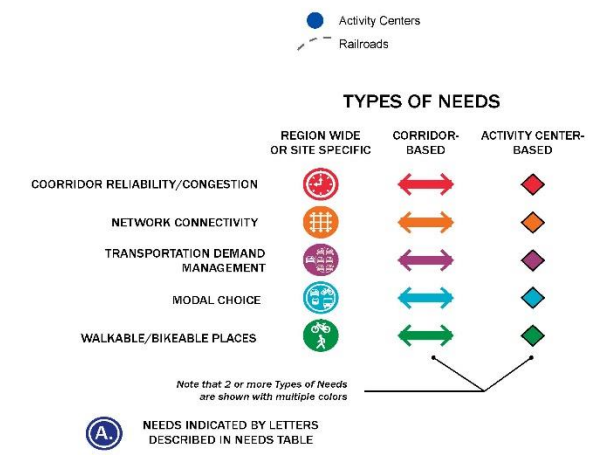 Activity Centers
Railroads
TYPES OF NEEDS
REGION WIDE
OR SITE SPECIFIC
CORRIDOR-
BASED
ACTIVITY CENTER-
BASED
COORRIDOR RELIABILITY/CONGESTION
NETWORK CONNECTIVITY
TRANSPORTATION DEMAND
MANAGEMENT
MODAL CHOICE
WALKABLE/BIKEABLE PLACES
Note that 2 or more Types of Needs
are shown with multiple colors
A.
NEEDS INDICATED BY LETTERS
DESCRIBED IN NEEDS TABLE